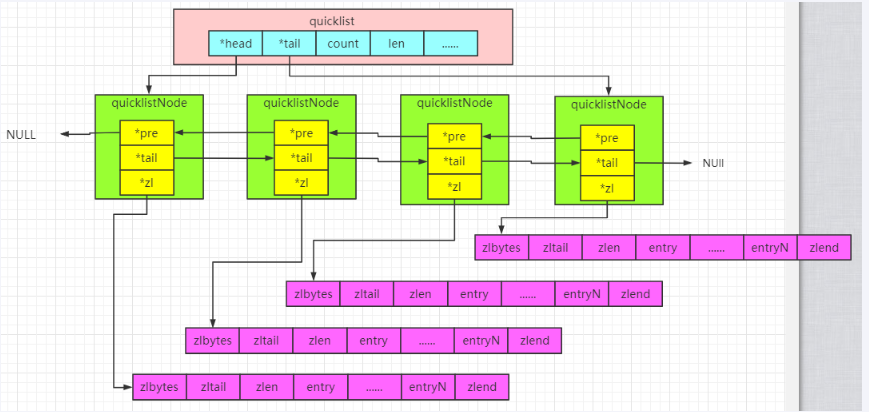 quicklist
*head *tail count len ......
quicklistNode quicklistNode quicklistNode quicklistNode
NULL *pre *pre *pre *pre
*tail *tail *tail *tail NUll
*zl *zl *zl *zl
zlbytes zltail zlen entry ...... entryN zlend
zlbytes zltail zlen entry ...... entryN zlend
zlbytes zltail zlen entry ...... entryN zlend
zlbytes zltail zlen entry ...... entryN zlend